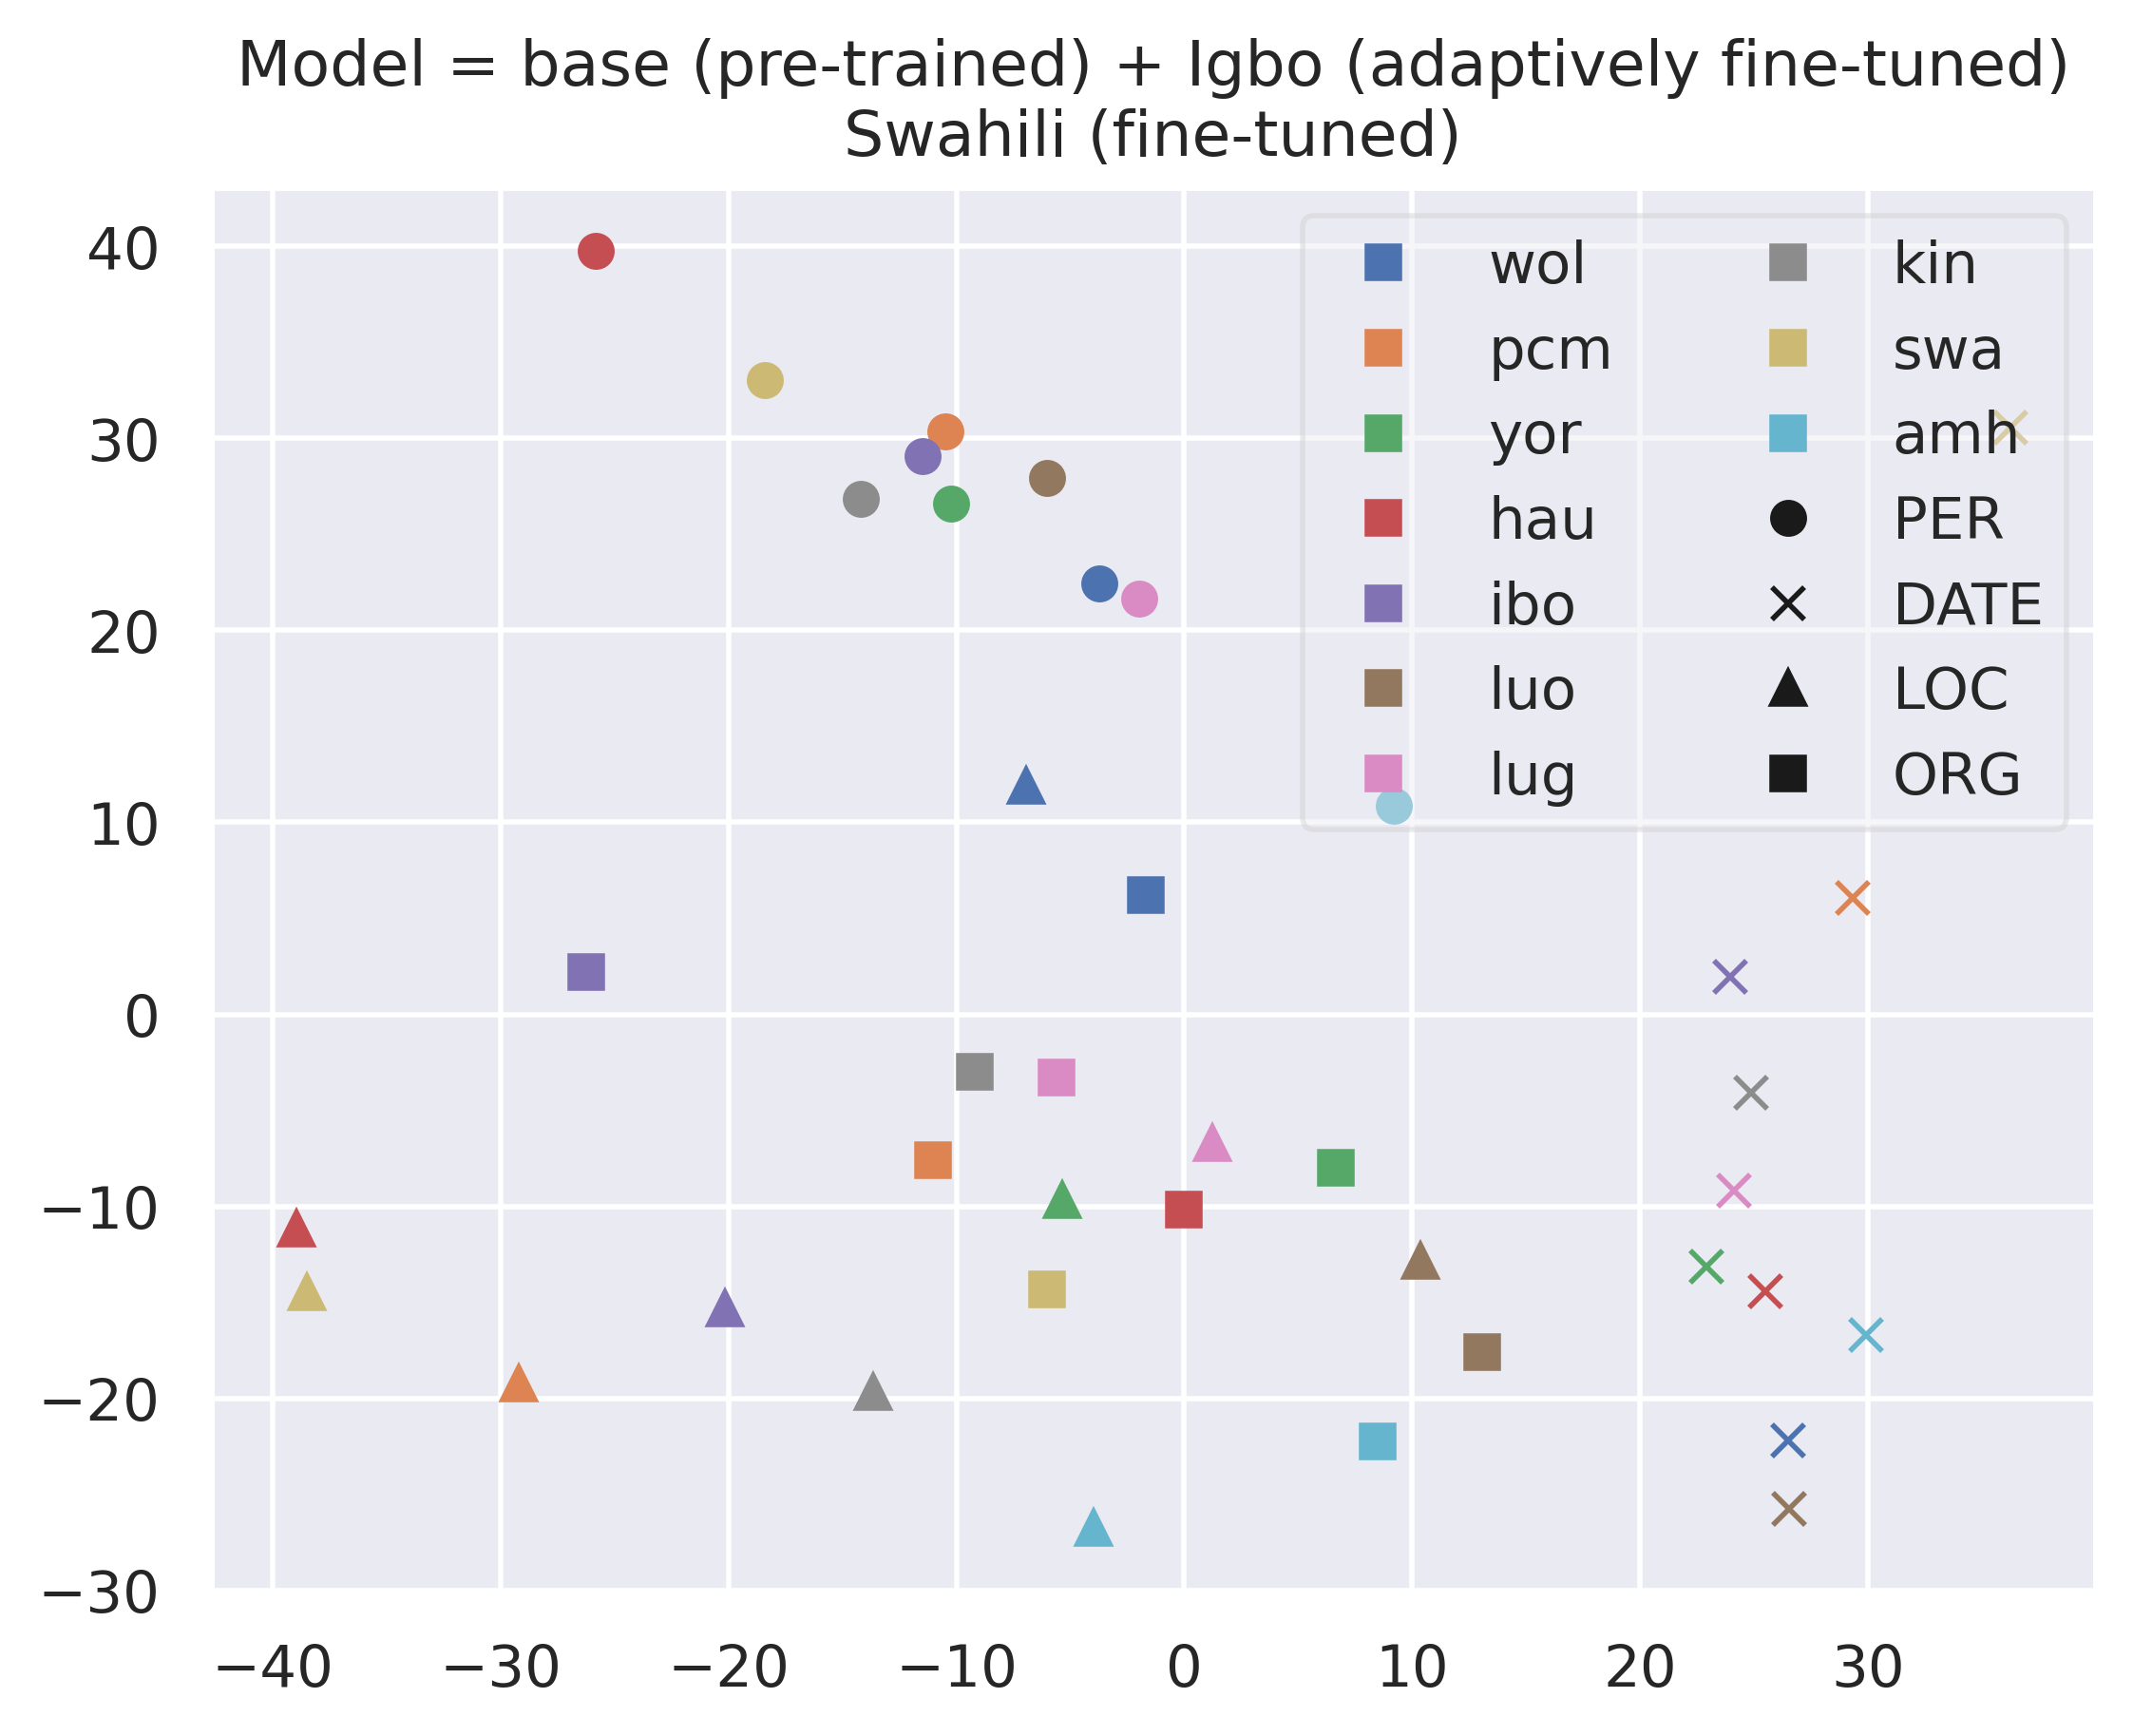 Model = base (pre-trained) + Igbo (adaptively fine-tuned)
Swahili (fine-tuned)
40
30
20
10
0
−10
−20
−30
wol
pcm
yor
hau
ibo
luo
lug
kin
swa
amh
PER
DATE
LOC
ORG
−40
−30
−20
−10
0
10
20
30